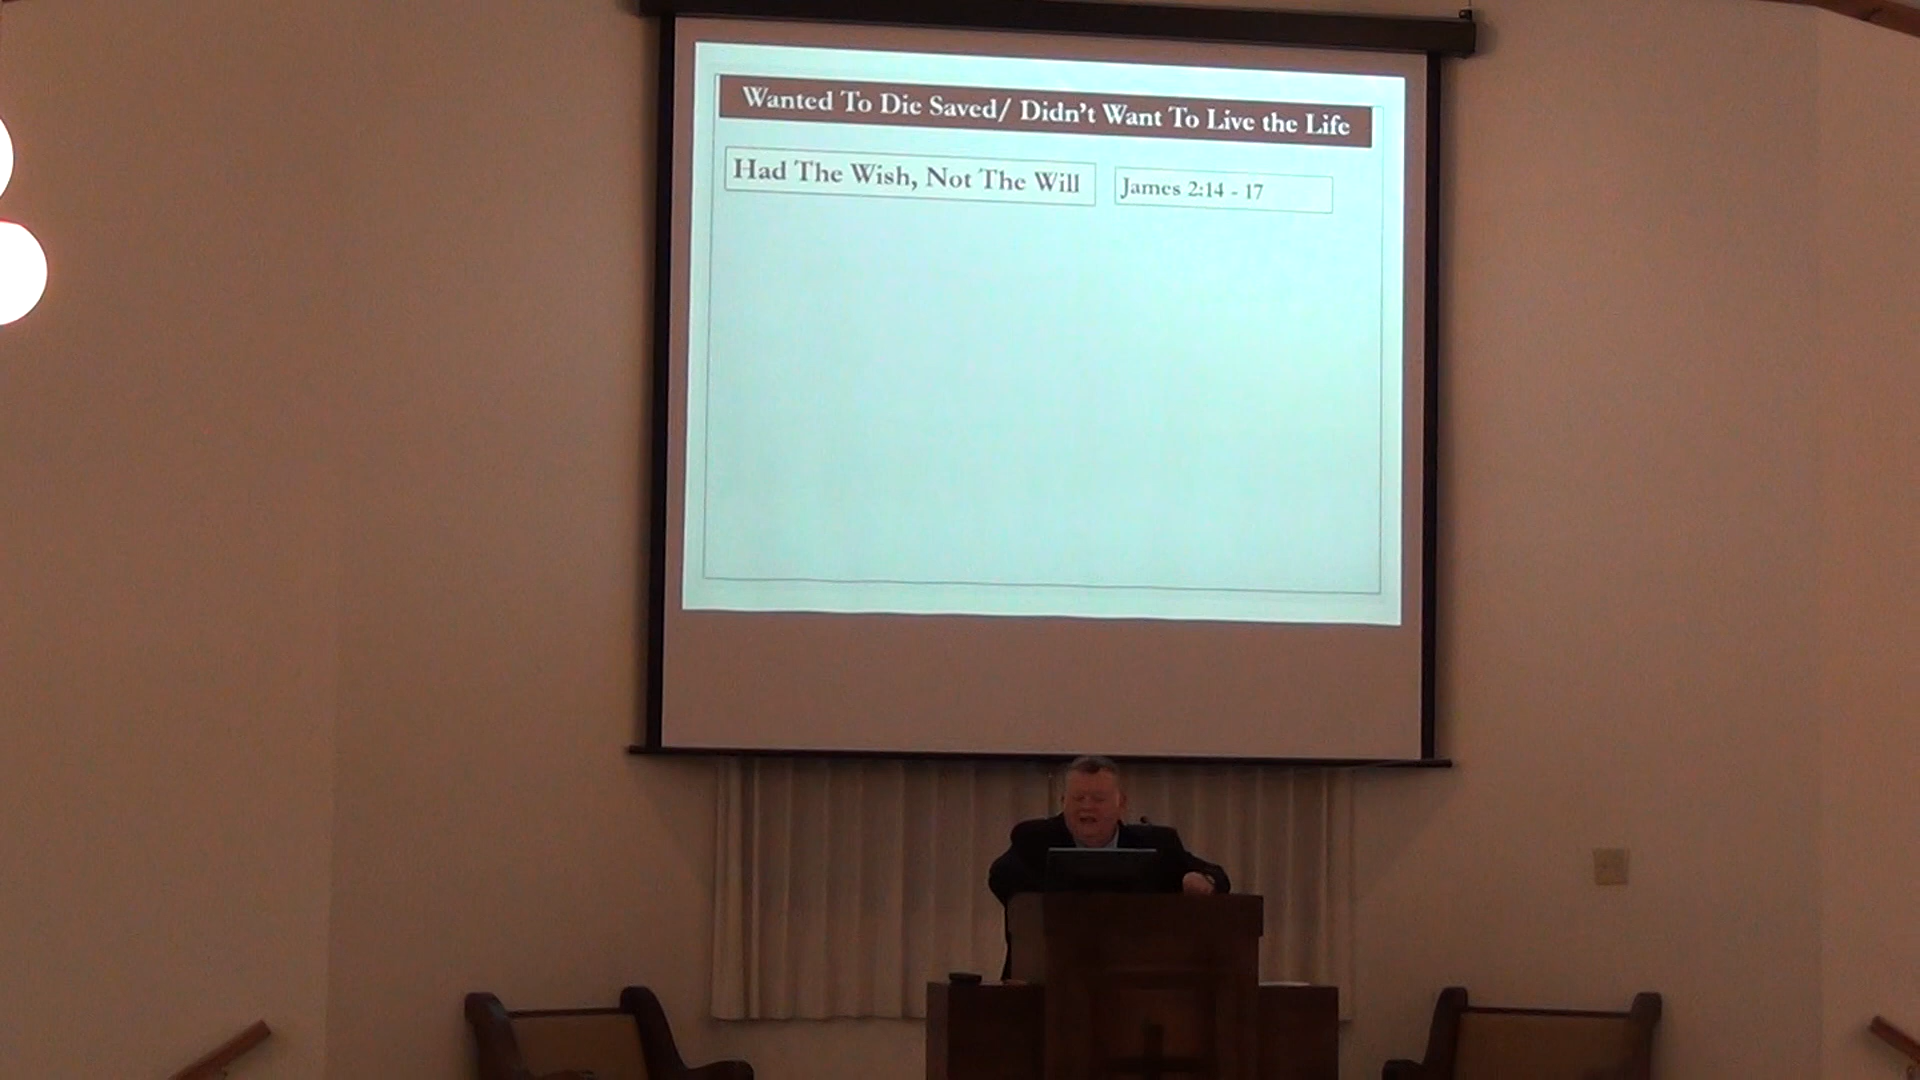 Wanted To Die Saved/ Didn't Want To Live the Life
Had The Wish, Not The Will
James 2:14 - 17